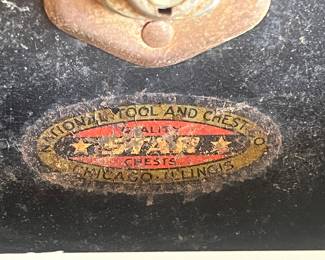 NATIONAL TOOL AND CHEST CO.
QUALITY
★ STAR ★
CHESTS
CHICAGO, ILLINOIS